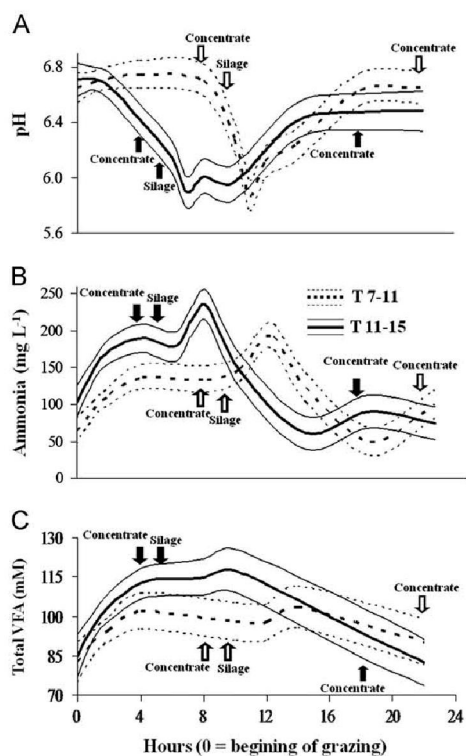 A
Concentrate
Concentrate
Silage
6.8
6.4
6.0
5.6
pH
Concentrate
Silage
Concentrate
B
250
200
150
100
50
0
Ammonia (mg L-1)
Concentrate
Silage
T 7-11
T 11-15
Concentrate
Concentrate
Concentrate
Silage
C
130
115
100
85
70
Total VFA (mM)
Concentrate
Silage
Concentrate
Concentrate
Silage
Concentrate
0 4 8 12 16 20 24
Hours (0 = begining of grazing)